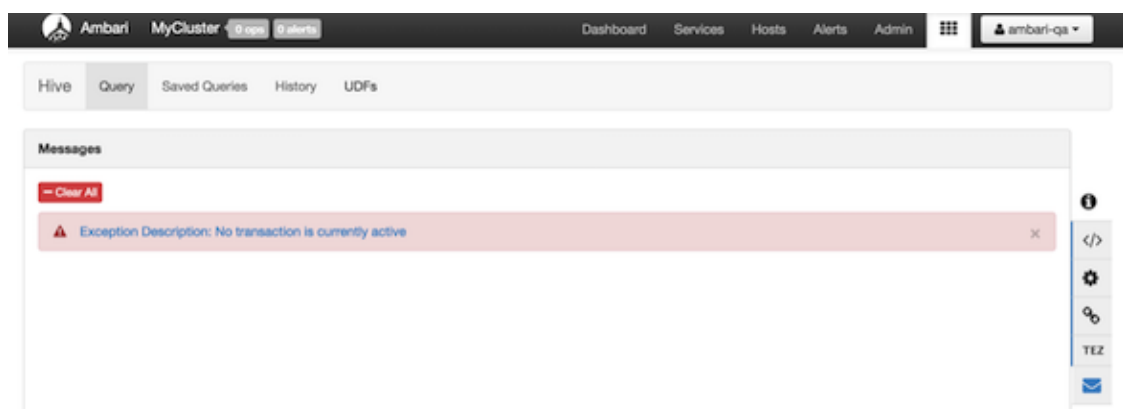 Ambari MyCluster 0 ops 0 alerts Dashboard Services Hosts Alerts Admin ambari-qa
Hive Query Saved Queries History UDFs
Messages
Clear All
Exception Description: No transaction is currently active ×
</>
TEZ